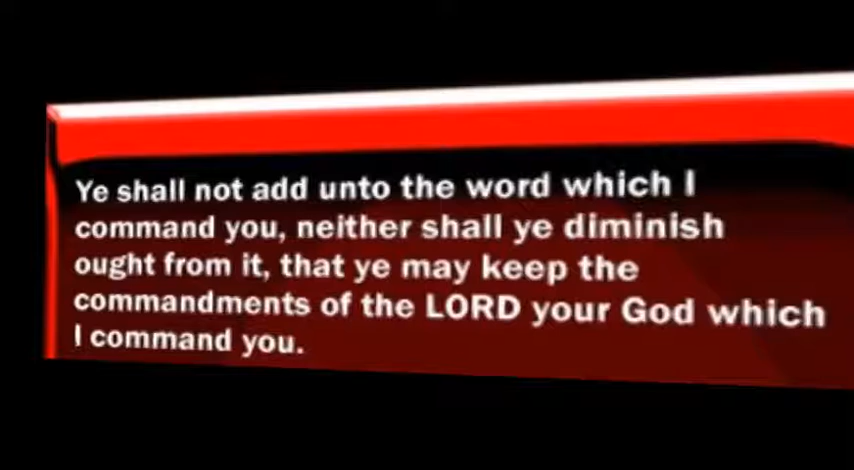 Ye shall not add unto the word which I
command you, neither shall ye diminish
ought from it, that ye may keep the
commandments of the LORD your God which
I command you.